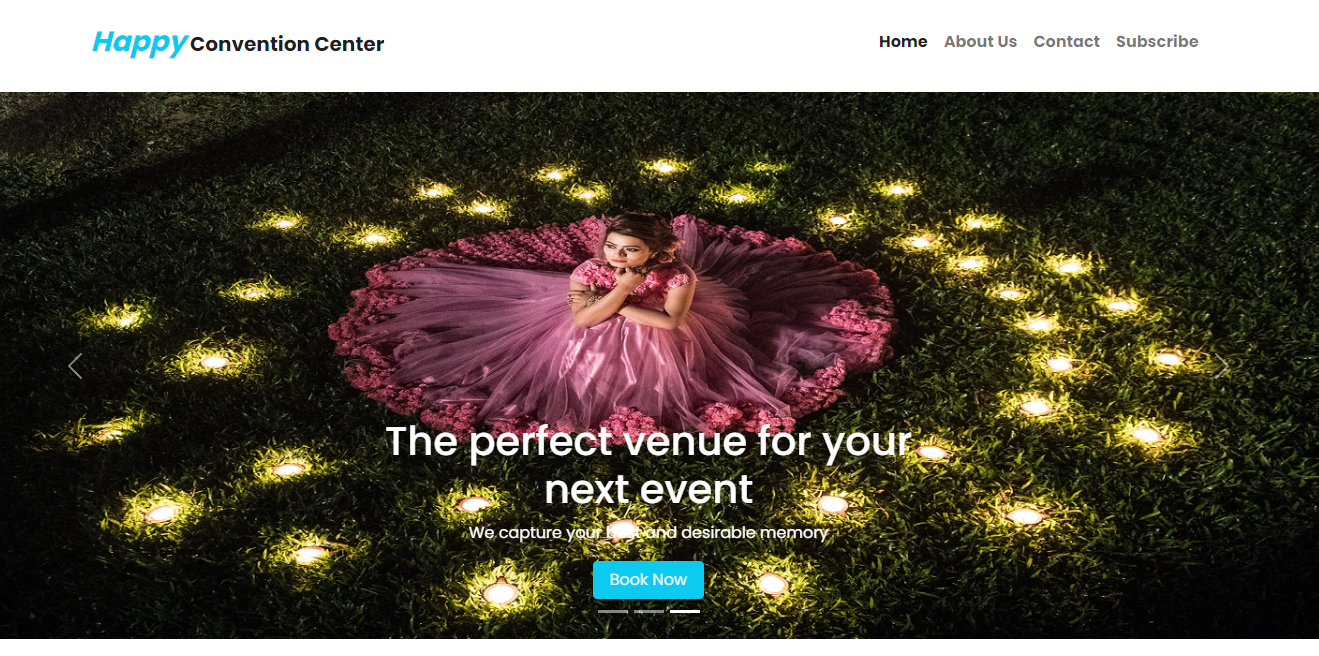 Happy Convention Center
Home About Us Contact Subscribe
The perfect venue for your
next event
We capture your best and desirable memory
Book Now